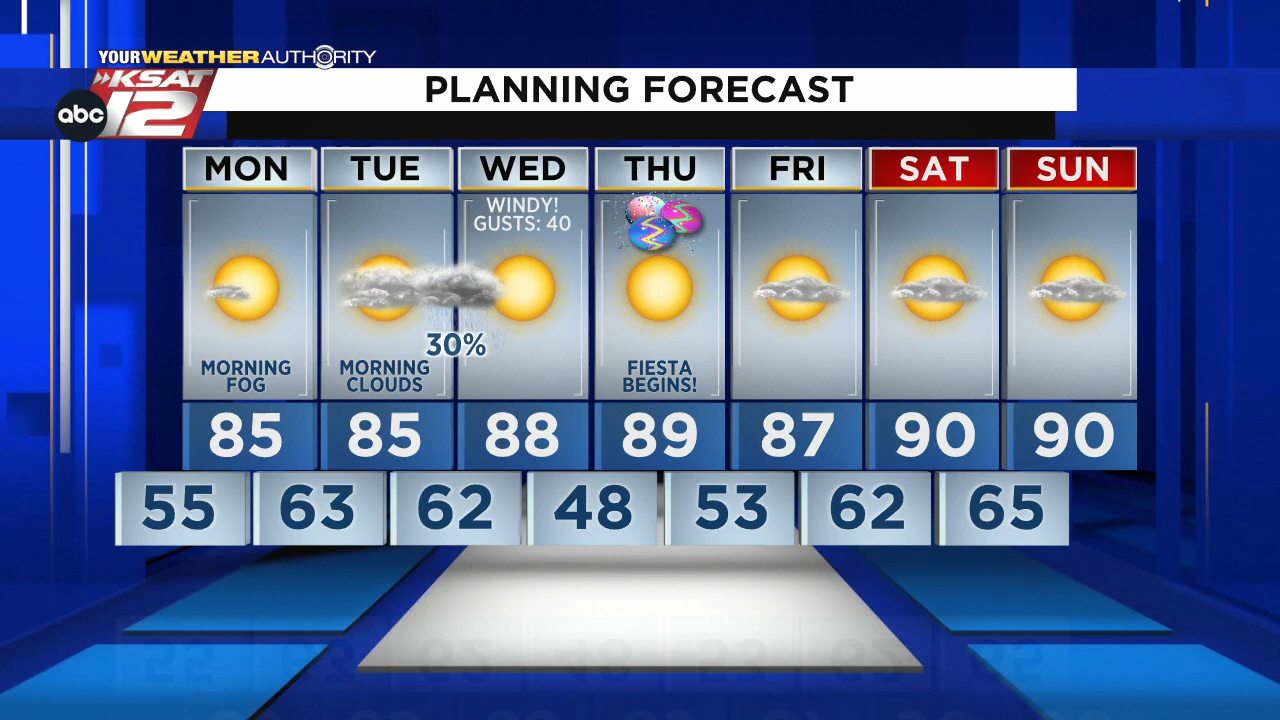 YOURWEATHERAUTHORITY
KSAT
abc
12
PLANNING FORECAST
MON TUE WED THU FRI SAT SUN
WINDY!
GUSTS: 40
30%
MORNING
FOG
MORNING
CLOUDS
FIESTA
BEGINS!
85 85 88 89 87 90 90
55 63 62 48 53 62 65